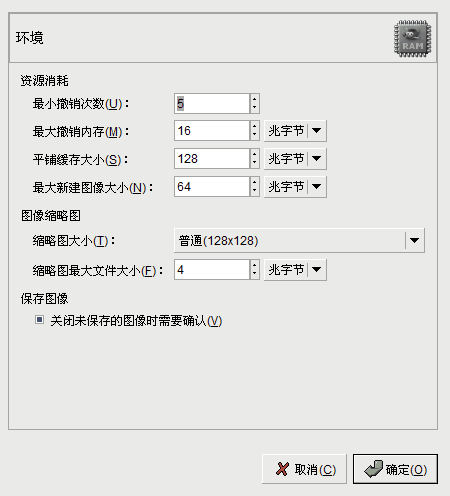 环境
RAM
资源消耗
最小撤销次数(U)： 5
最大撤销内存(M)： 16 兆字节
平铺缓存大小(S)： 128 兆字节
最大新建图像大小(N)： 64 兆字节
图像缩略图
缩略图大小(T)： 普通(128x128)
缩略图最大文件大小(F)： 4 兆字节
保存图像
关闭未保存的图像时需要确认(V)
取消(C) 确定(O)